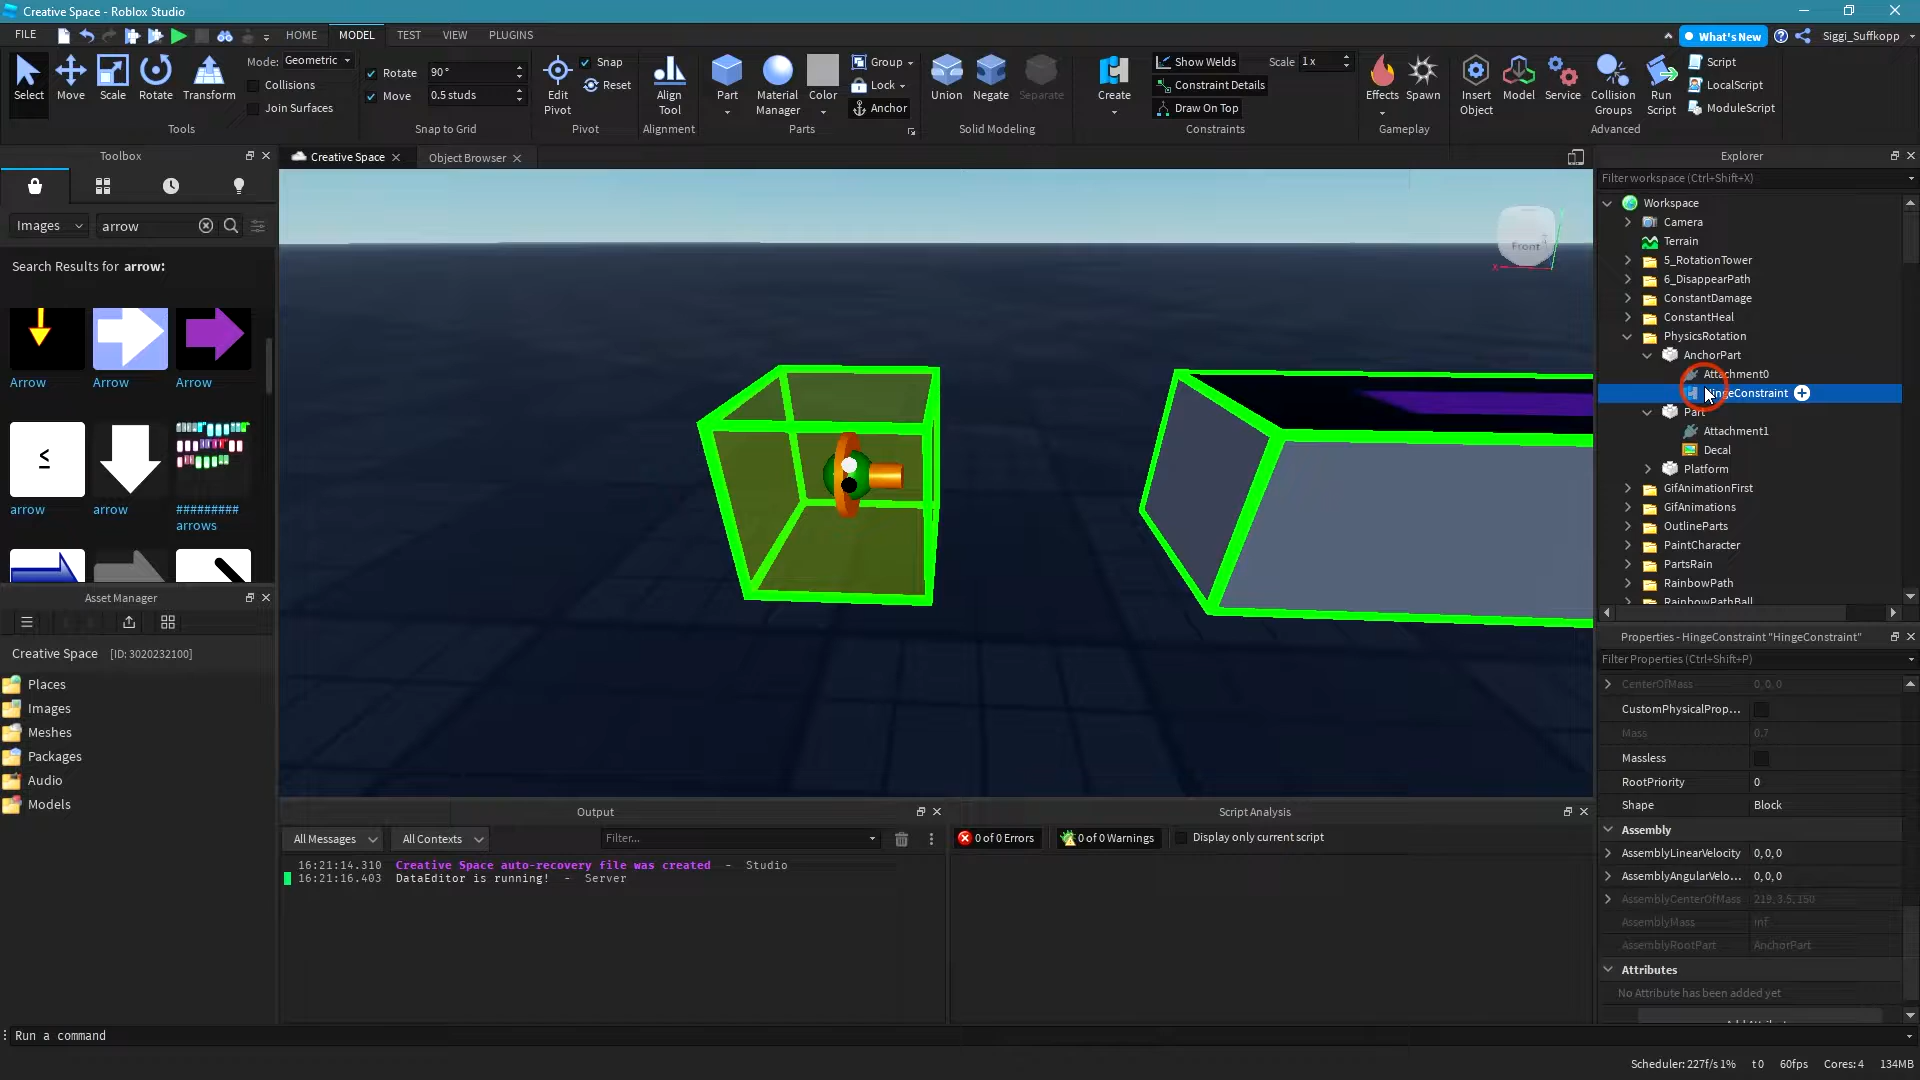 Creative Space - Roblox Studio
FILE
HOME
MODEL
TEST
VIEW
PLUGINS
What's New
Siggi_Suffkopp
Select
Move
Scale
Rotate
Transform
Mode: Geometric
Collisions
Join Surfaces
Tools
Rotate 90°
Move 0.5 studs
Snap to Grid
Edit Pivot
Snap
Reset
Pivot
Align Tool
Alignment
Part
Material Manager
Color
Group
Lock
Anchor
Parts
Union
Negate
Separate
Solid Modeling
Create
Show Welds
Scale 1 x
Constraint Details
Draw On Top
Constraints
Effects
Spawn
Gameplay
Insert Object
Model
Service
Collision Groups
Run Script
Script
LocalScript
ModuleScript
Advanced
Toolbox
Images
arrow
Search Results for arrow:
Arrow
Arrow
Arrow
≤
arrow
arrow
#########
arrows
Asset Manager
Creative Space [ID: 3020232100]
Places
Images
Meshes
Packages
Audio
Models
Creative Space
Object Browser
Front
X
Output
All Messages
All Contexts
Filter...
16:21:14.310 Creative Space auto-recovery file was created - Studio
16:21:16.403 DataEditor is running! - Server
Script Analysis
0 of 0 Errors
0 of 0 Warnings
Display only current script
Explorer
Filter workspace (Ctrl+Shift+X)
Workspace
Camera
Terrain
5_RotationTower
6_DisappearPath
ConstantDamage
ConstantHeal
PhysicsRotation
AnchorPart
Attachment0
ingeConstraint
Part
Attachment1
Decal
Platform
GifAnimationFirst
GifAnimations
OutlineParts
PaintCharacter
PartsRain
RainbowPath
RainbowPathBall
Properties - HingeConstraint "HingeConstraint"
Filter Properties (Ctrl+Shift+P)
CenterOfMass 0, 0, 0
CustomPhysicalProp...
Mass 0.7
Massless
RootPriority 0
Shape Block
Assembly
AssemblyLinearVelocity 0, 0, 0
AssemblyAngularVelo... 0, 0, 0
AssemblyCenterOfMass 219, 3.5, 150
AssemblyMass inf
AssemblyRootPart AnchorPart
Attributes
No Attribute has been added yet
Run a command
Scheduler: 227f/s 1% t 0 60fps Cores: 4 134MB